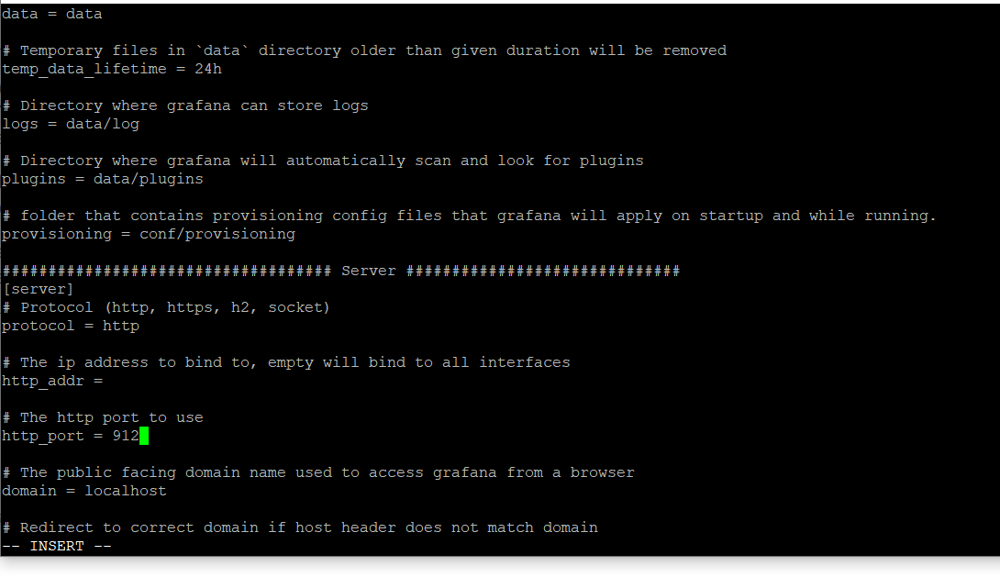 data = data
# Temporary files in `data` directory older than given duration will be removed
temp_data_lifetime = 24h
# Directory where grafana can store logs
logs = data/log
# Directory where grafana will automatically scan and look for plugins
plugins = data/plugins
# folder that contains provisioning config files that grafana will apply on startup and while running.
provisioning = conf/provisioning
#################################### Server ##############################
[server]
# Protocol (http, https, h2, socket)
protocol = http
# The ip address to bind to, empty will bind to all interfaces
http_addr =
# The http port to use
http_port = 912
# The public facing domain name used to access grafana from a browser
domain = localhost
# Redirect to correct domain if host header does not match domain
-- INSERT --